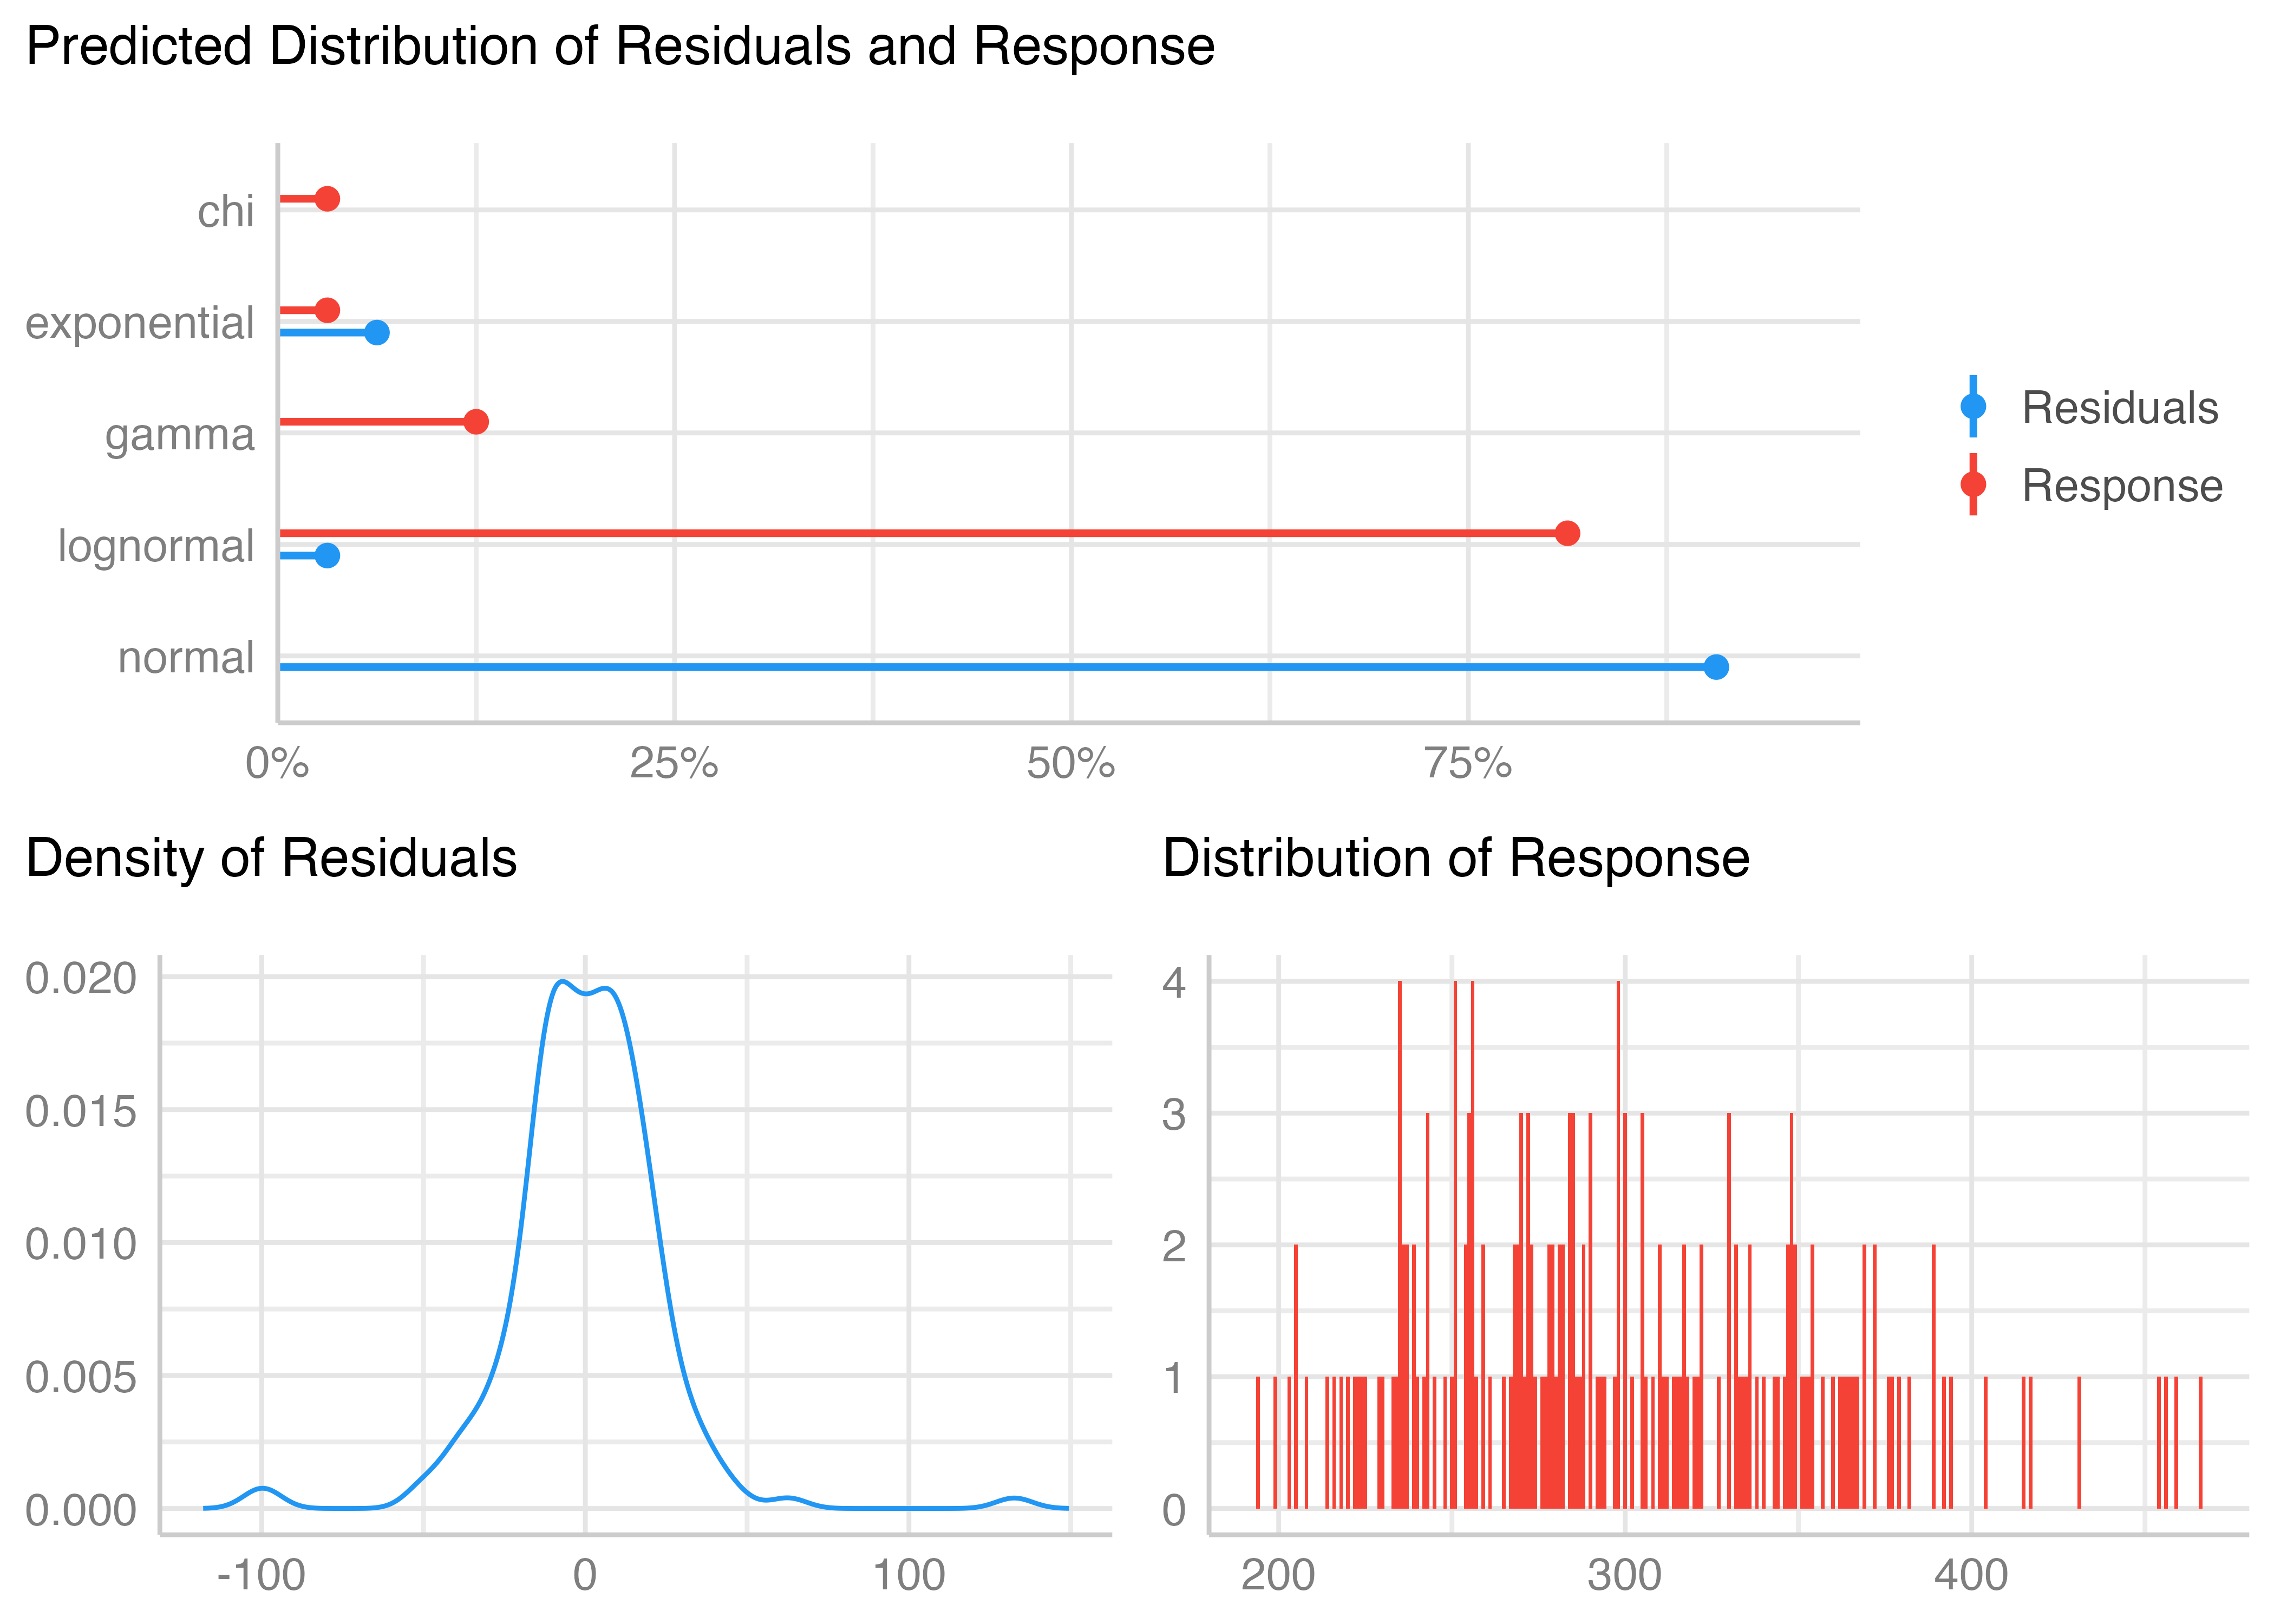 Predicted Distribution of Residuals and Response
chi
exponential
gamma
lognormal
normal
0% 25% 50% 75%
Residuals
Response
Density of Residuals
0.020
0.015
0.010
0.005
0.000
-100 0 100
Distribution of Response
4
3
2
1
0
200 300 400